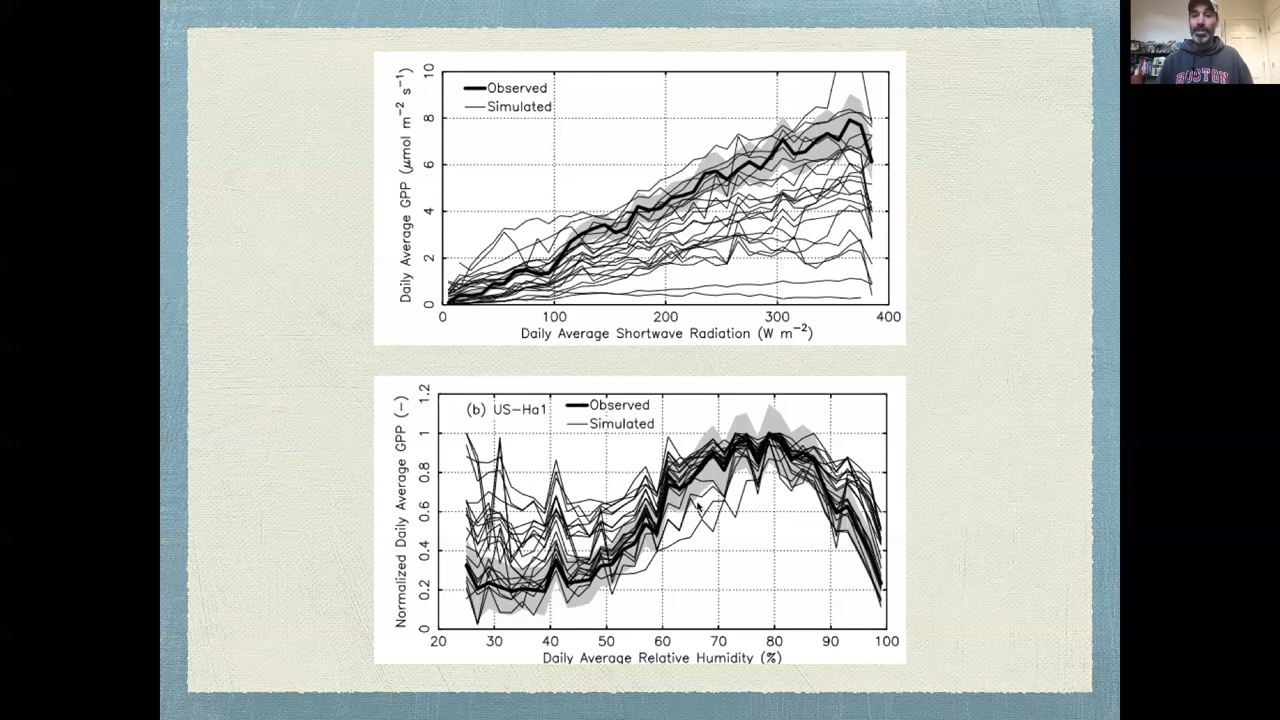 Daily Average GPP (μmol m−2 s−1)
10
8
6
4
2
0
Observed
Simulated
0 100 200 300 400
Daily Average Shortwave Radiation (W m−2)
Normalized Daily Average GPP (−)
1.2
1
0.8
0.6
0.4
0.2
0
(b) US−Ha1
Observed
Simulated
20 30 40 50 60 70 80 90 100
Daily Average Relative Humidity (%)
BOSTON